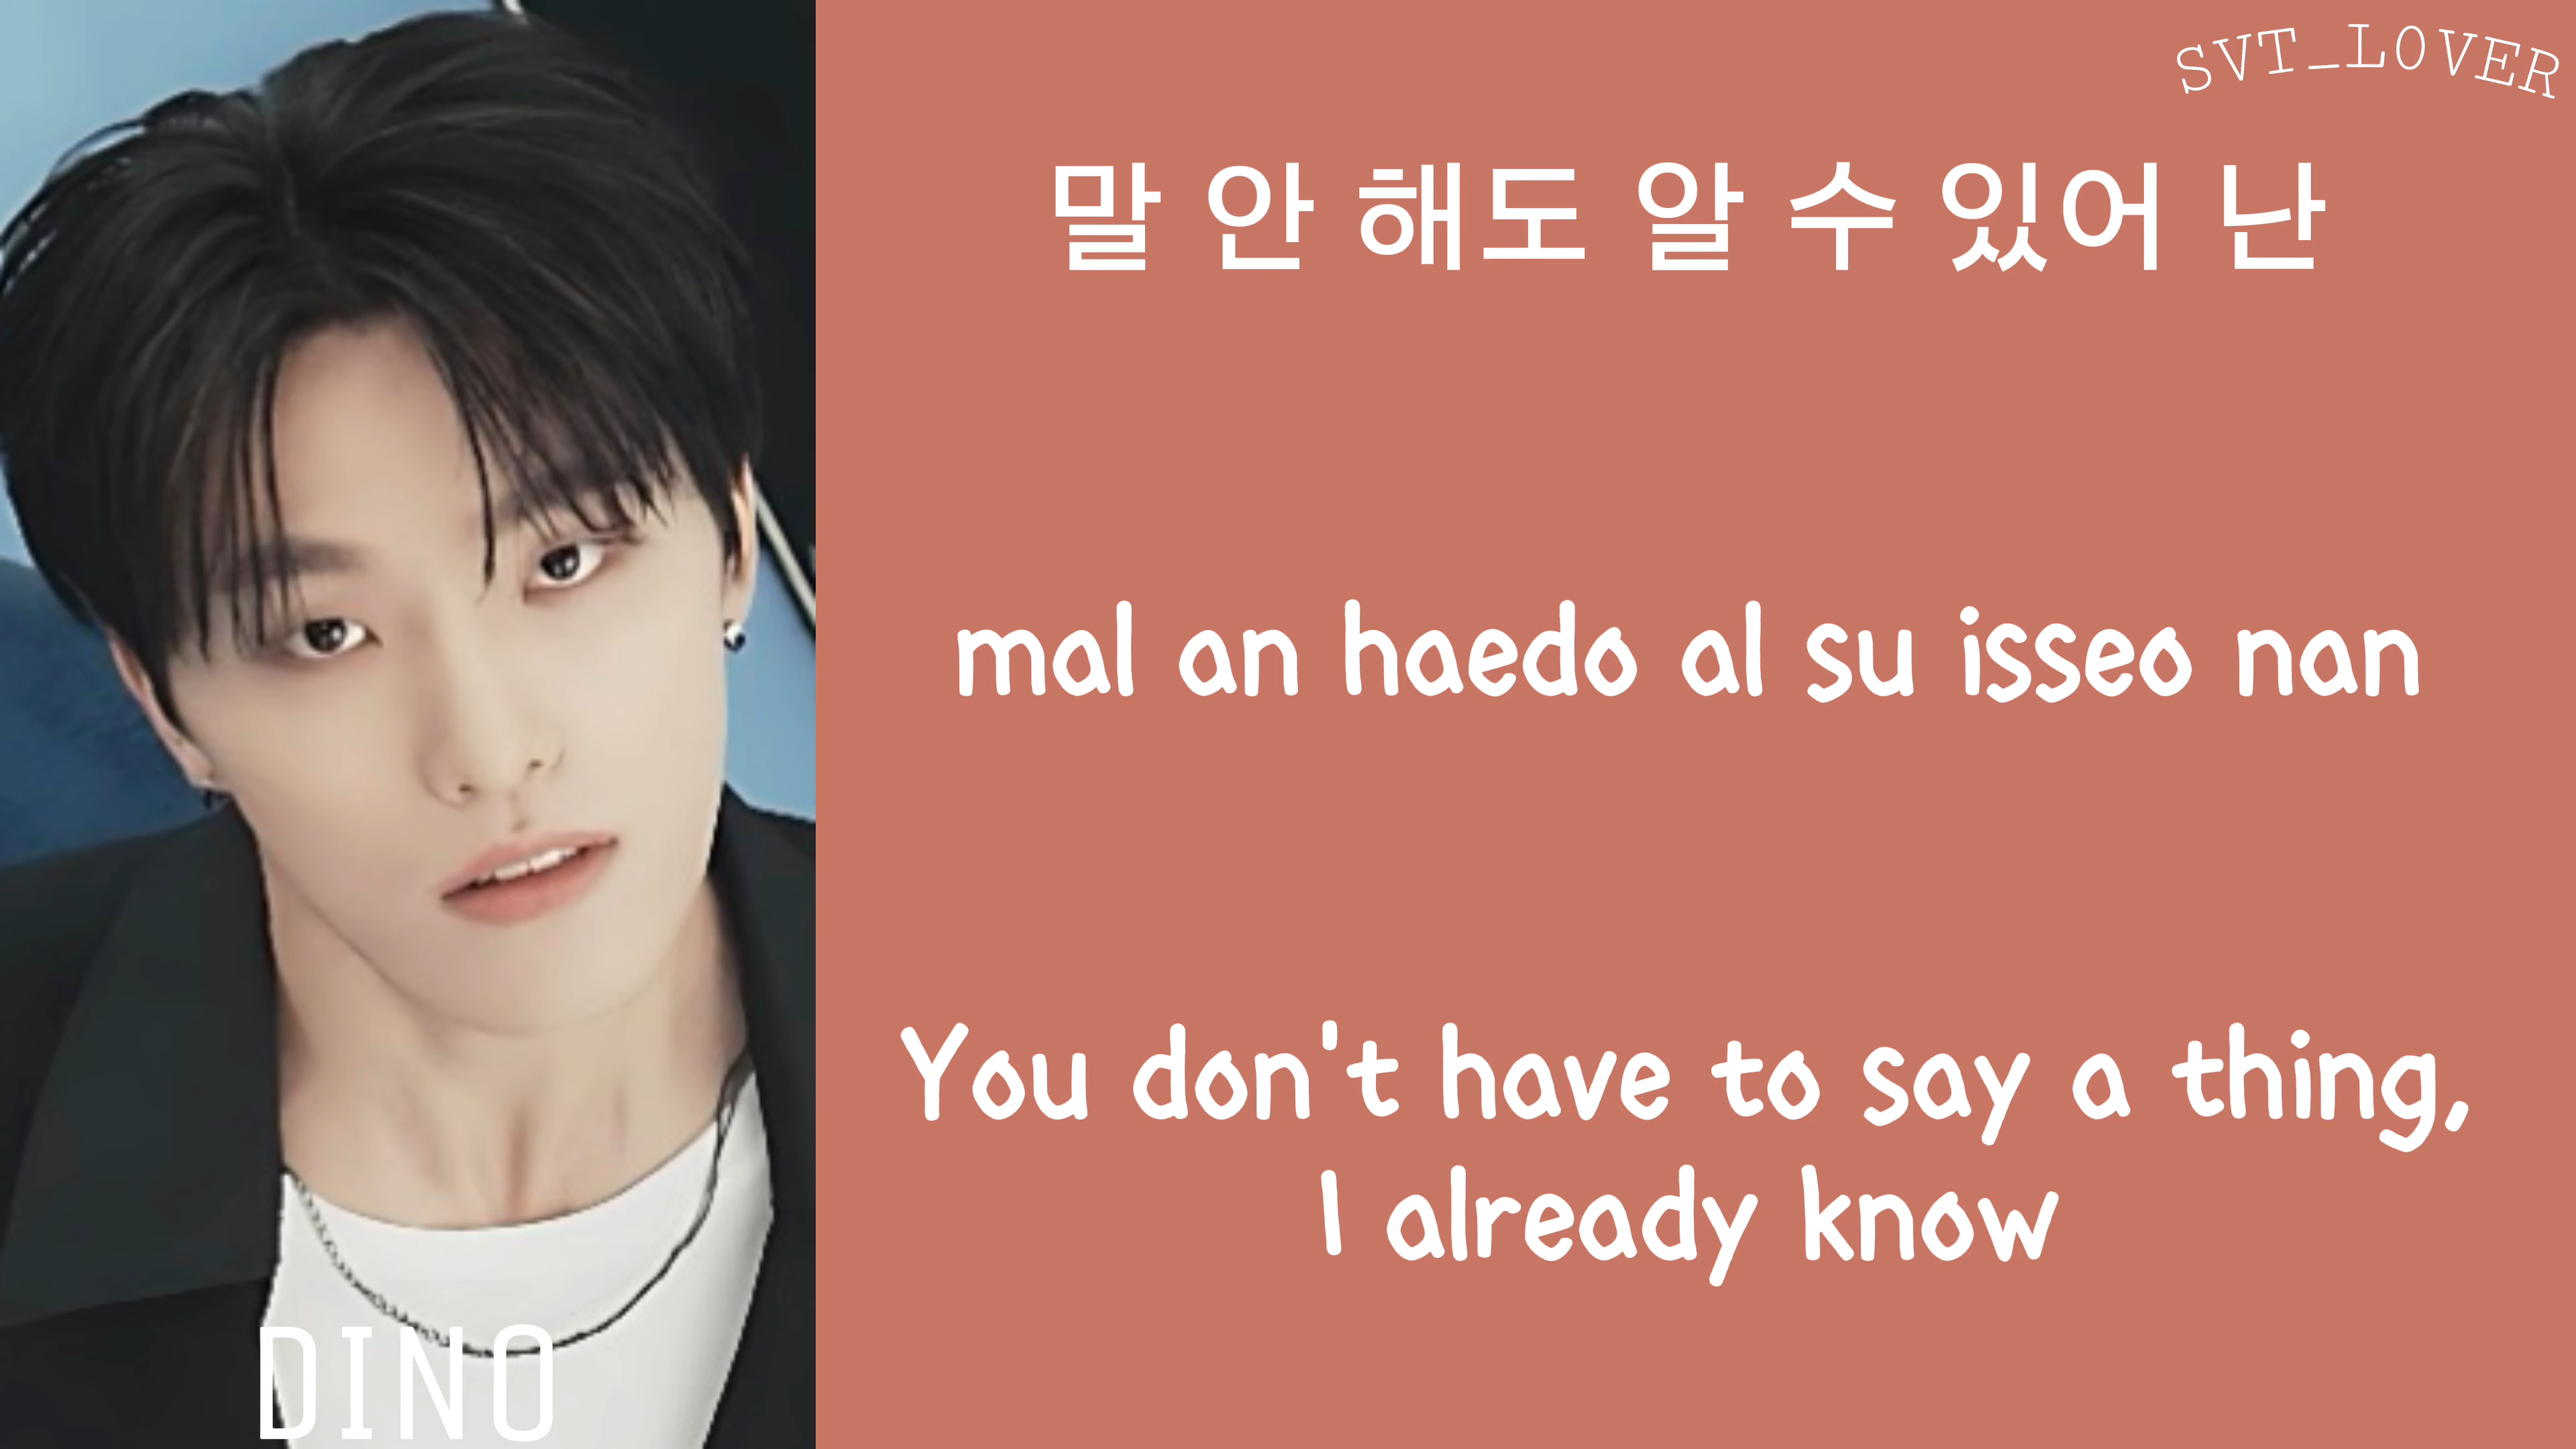 SVT_LOVER
말 안 해도 알 수 있어 난
mal an haedo al su isseo nan
You don't have to say a thing,
I already know
DINO